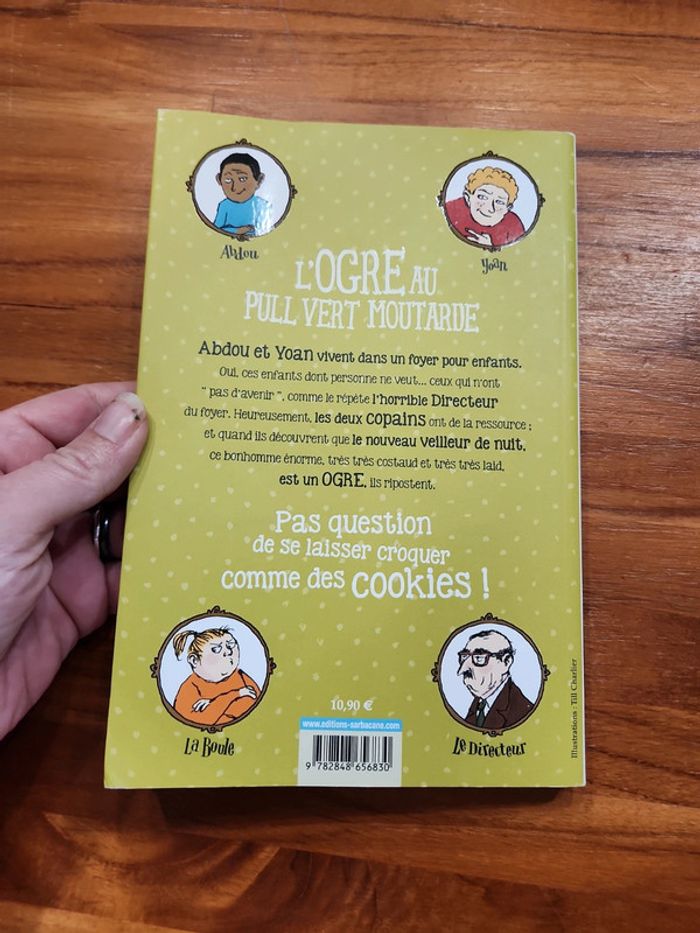 Abdou
Yoan
L'OGRE AU
PULL VERT MOUTARDE
Abdou et Yoan vivent dans un foyer pour enfants.
Oui, ces enfants dont personne ne veut... ceux qui n'ont
" pas d'avenir ", comme le répète l'horrible Directeur
du foyer. Heureusement, les deux copains ont de la ressource ;
et quand ils découvrent que le nouveau veilleur de nuit,
ce bonhomme énorme, très très costaud et très très laid,
est un OGRE, ils ripostent.
Pas question
de se laisser croquer
comme des cookies !
La Boule
Le Directeur
10,90 €
www.editions-sarbacane.com
9 782848 656830
Illustrations : Till Charlier